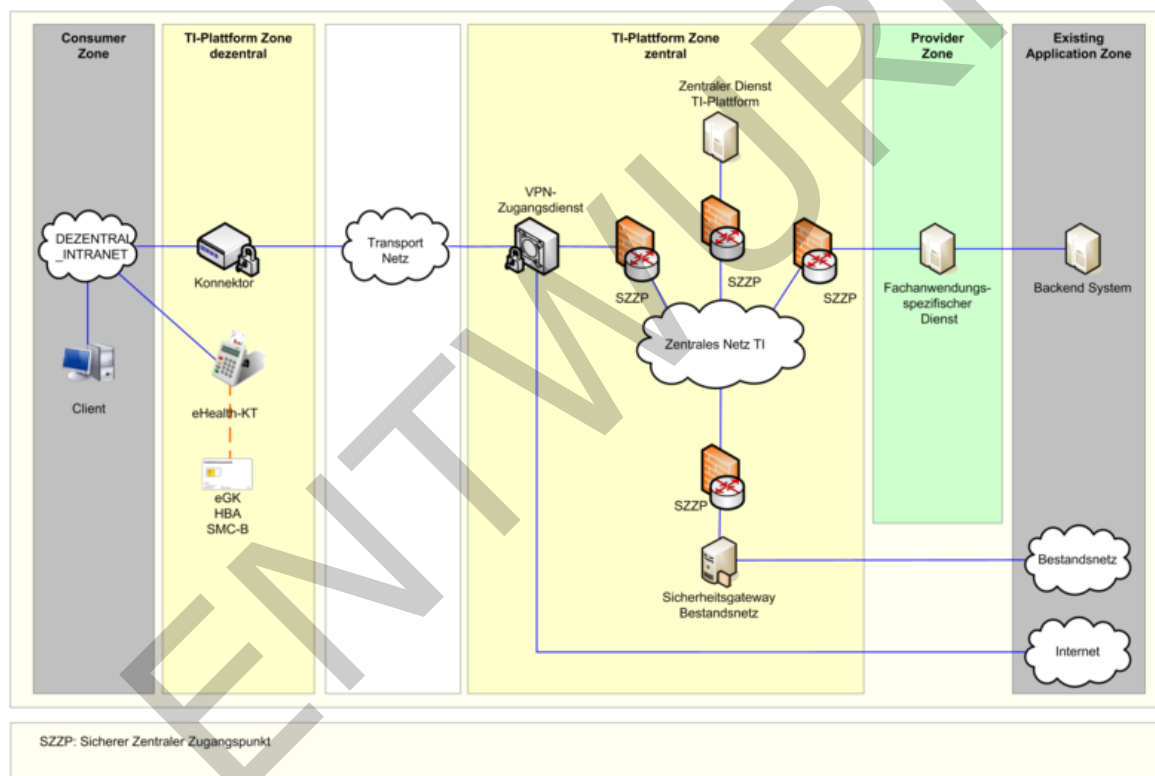 Consumer
Zone
TI-Plattform Zone
dezentral
TI-Plattform Zone
zentral
Provider
Zone
Existing
Application Zone
Zentraler Dienst
TI-Plattform
VPN-
Zugangsdienst
DEZENTRAL
_INTRANET
Transport
Netz
Konnektor
SZZP
SZZP
SZZP
Fachanwendungs-
spezifischer
Dienst
Backend System
Zentrales Netz TI
Client
eHealth-KT
eGK
HBA
SMC-B
SZZP
Sicherheitsgateway
Bestandsnetz
Bestandsnetz
Internet
SZZP: Sicherer Zentraler Zugangspunkt
ENTWURF